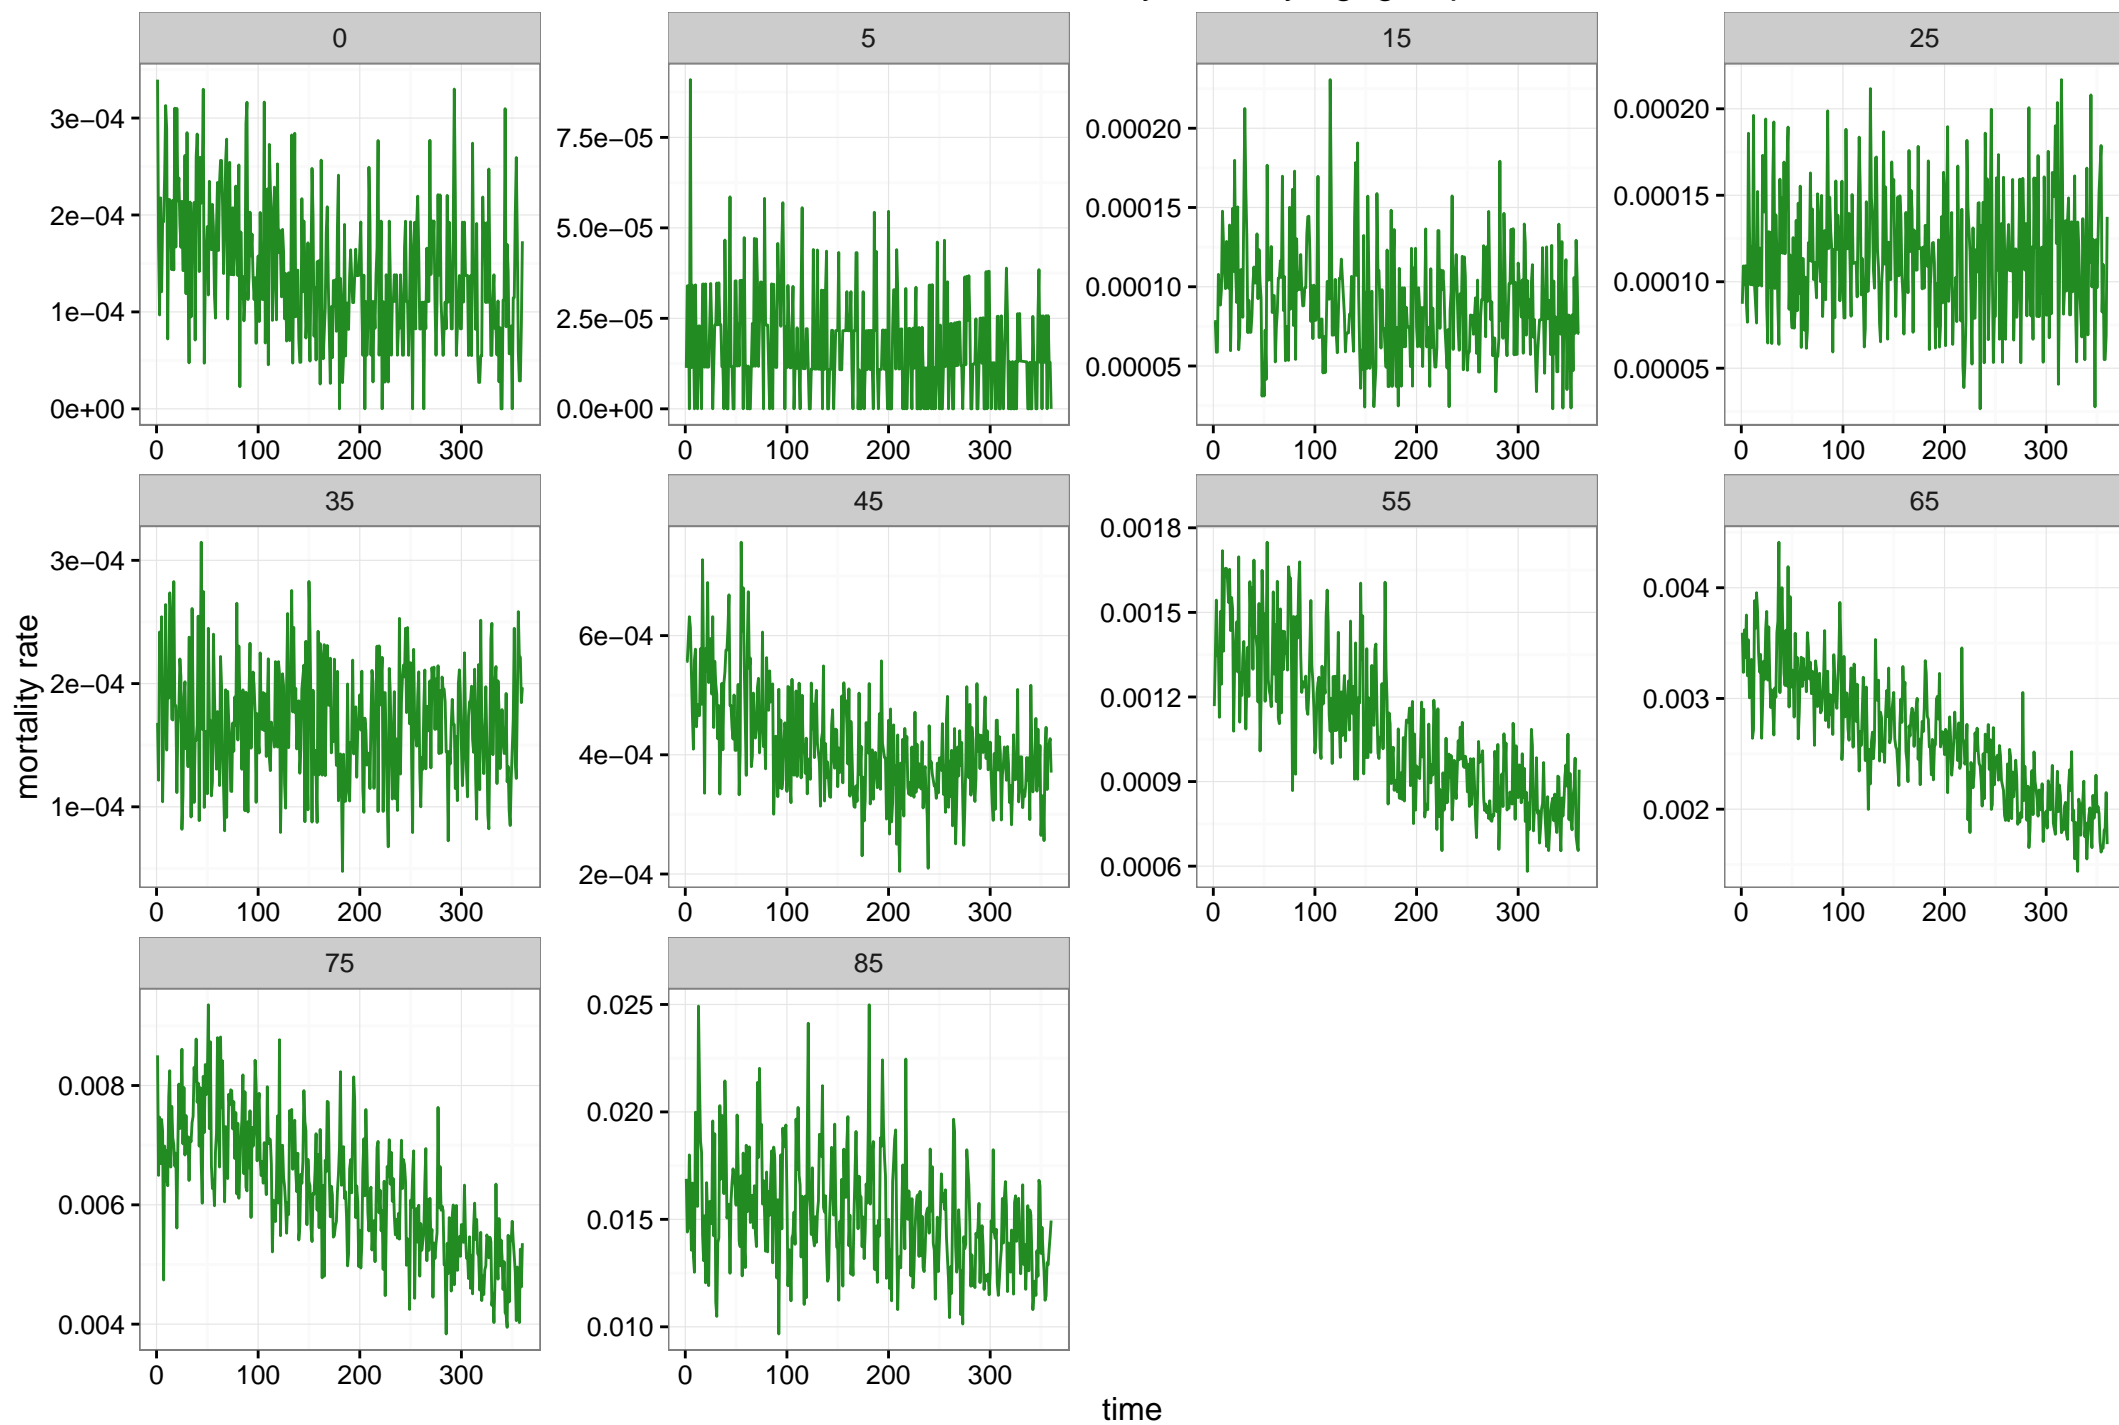 0 5 15 25
3e−04
2e−04
1e−04
0e+00
0 100 200 300
7.5e−05
5.0e−05
2.5e−05
0.0e+00
0 100 200 300
0.00020
0.00015
0.00010
0.00005
0 100 200 300
0.00020
0.00015
0.00010
0.00005
0 100 200 300
35 45 55 65
mortality rate
3e−04
2e−04
1e−04
0 100 200 300
6e−04
4e−04
2e−04
0 100 200 300
0.0018
0.0015
0.0012
0.0009
0.0006
0 100 200 300
0.004
0.003
0.002
0 100 200 300
75 85
0.008
0.006
0.004
0 100 200 300
0.025
0.020
0.015
0.010
0 100 200 300
time